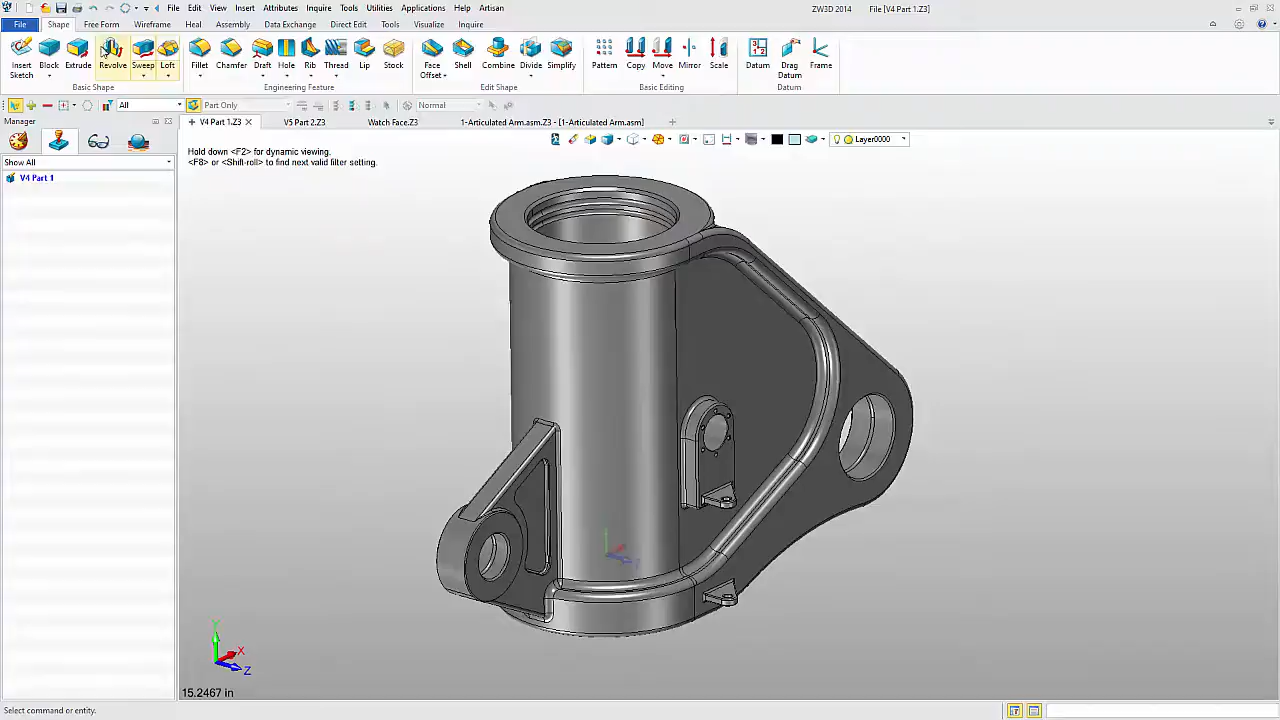 File Edit View Insert Attributes Inquire Tools Utilities Applications Help Artisan ZW3D 2014 File [V4 Part 1.Z3]
File Shape Free Form Wireframe Heal Assembly Data Exchange Direct Edit Tools Visualize Inquire
Insert Sketch Block Extrude Revolve Sweep Loft Fillet Chamfer Draft Hole Rib Thread Lip Stock Face Offset Shell Combine Divide Simplify Pattern Copy Move Mirror Scale Datum Drag Datum Frame
Basic Shape Engineering Feature Edit Shape Basic Editing Datum
All Part Only Normal
Manager V4 Part 1.Z3 V5 Part 2.Z3 Watch Face.Z3 1-Articulated Arm.asm.Z3 - [1-Articulated Arm.asm]
Layer0000
Hold down <F2> for dynamic viewing.
<F8> or <Shift-roll> to find next valid filter setting.
Show All
V4 Part 1
Y
X
Z
15.2467 in
Select command or entity.